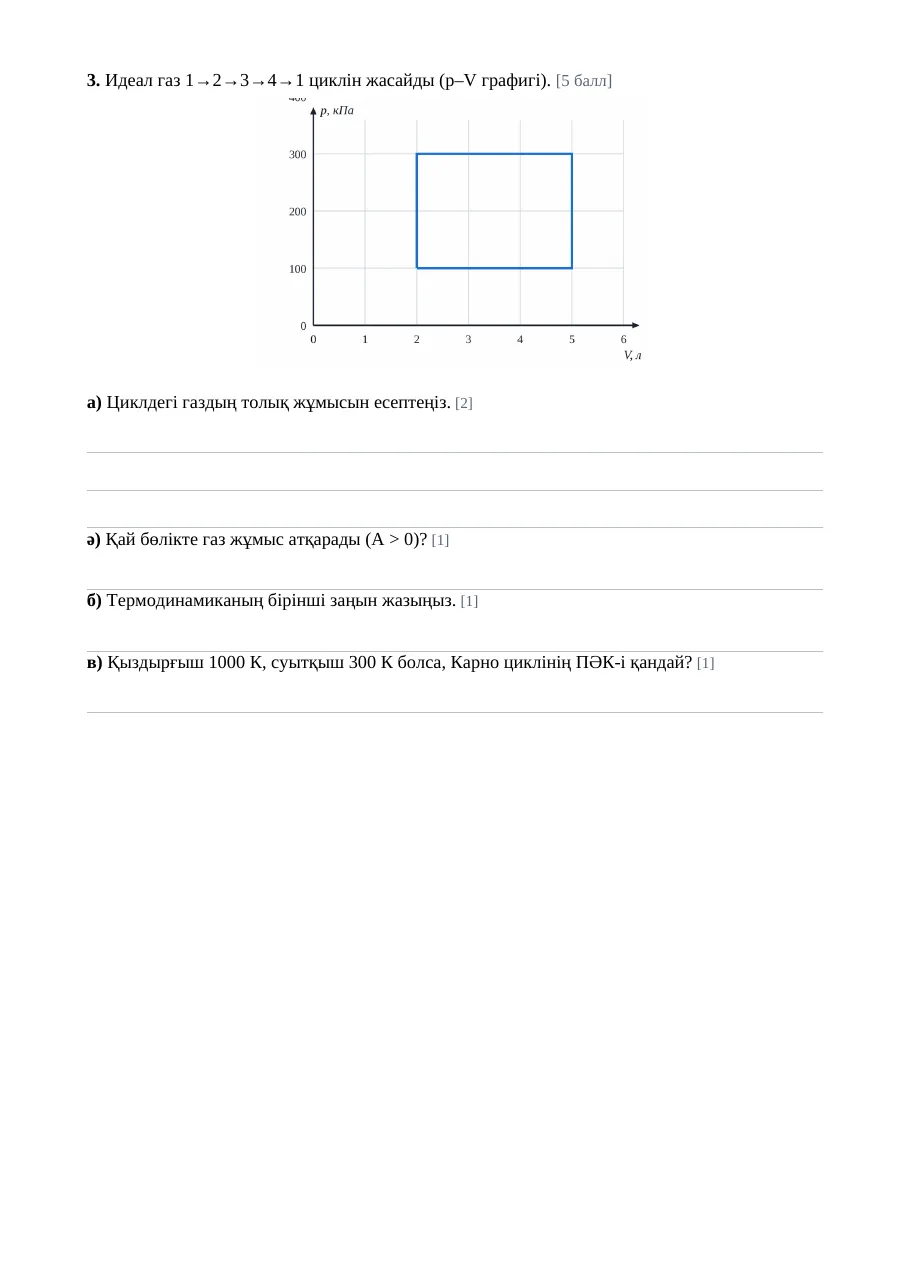 3. Идеал газ 1→2→3→4→1 циклін жасайды (p–V графигі). [5 балл]
400
p, кПа
300
200
100
0
0 1 2 3 4 5 6
V, л
а) Циклдегі газдың толық жұмысын есептеңіз. [2]
ә) Қай бөлікте газ жұмыс атқарады (A > 0)? [1]
б) Термодинамиканың бірінші заңын жазыңыз. [1]
в) Қыздырғыш 1000 К, суытқыш 300 К болса, Карно циклінің ПӘК-і қандай? [1]